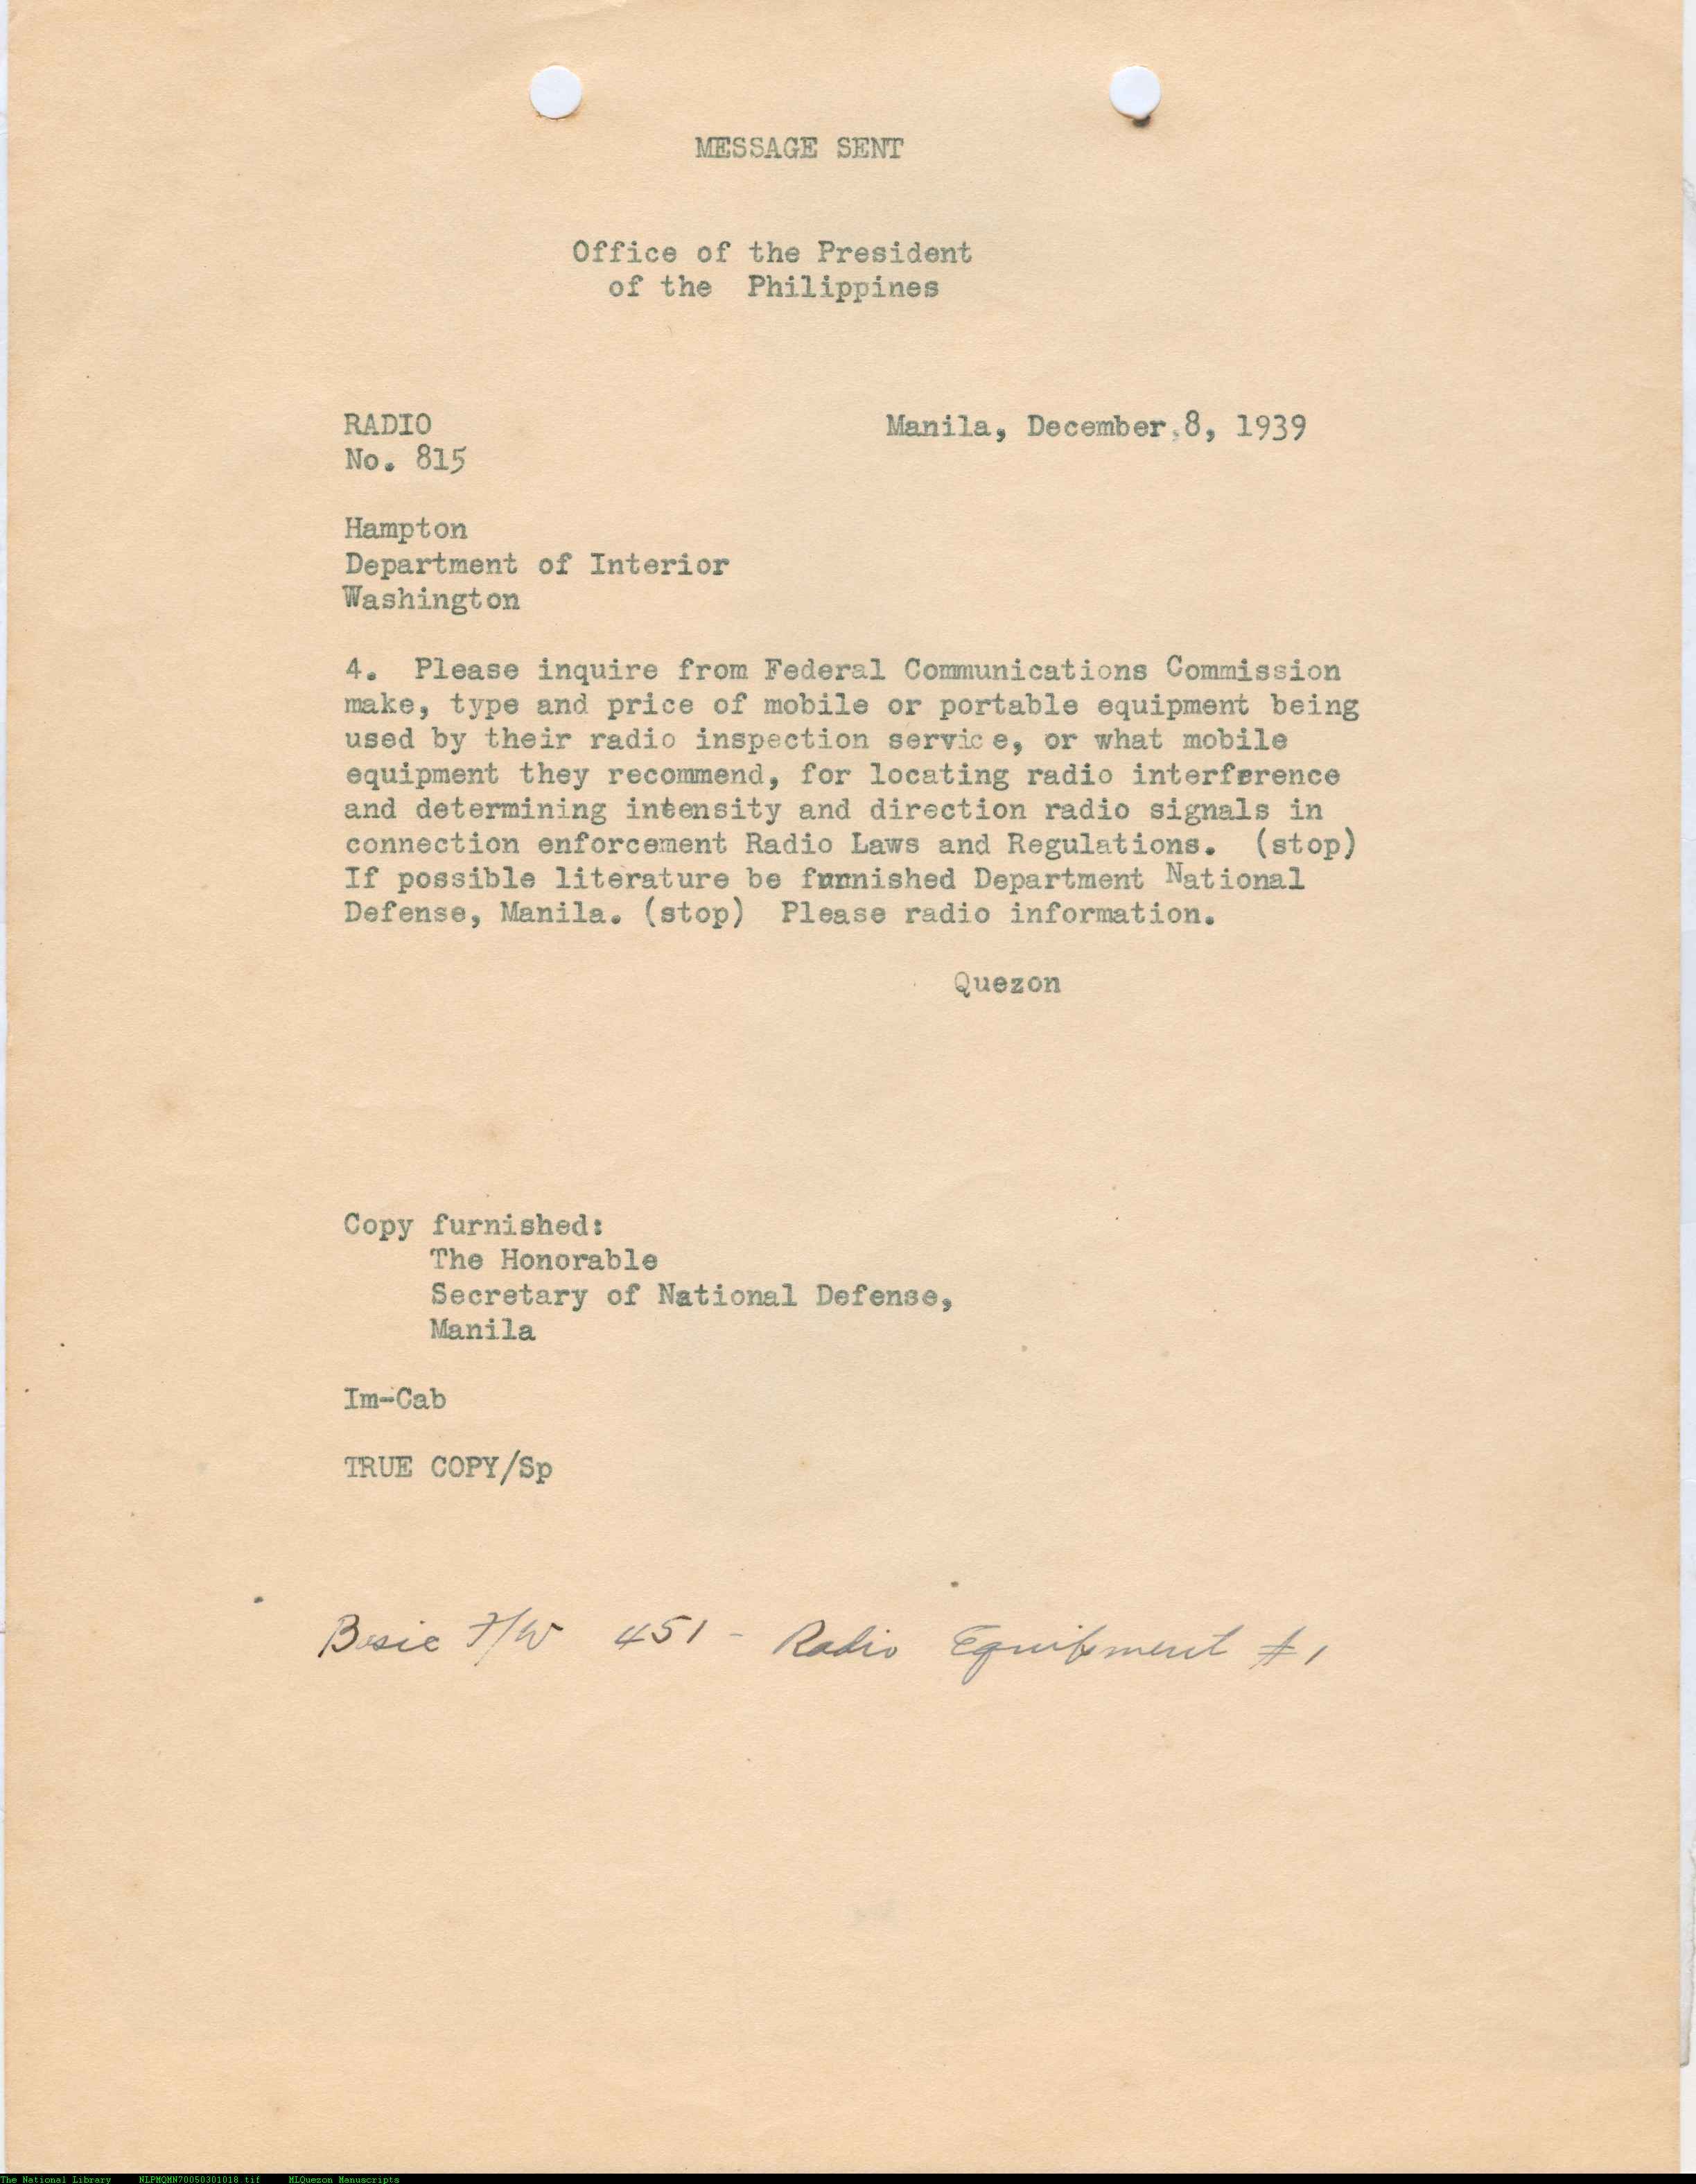 MESSAGE SENT
Office of the President
of the Philippines
RADIO
No. 815
Manila, December 8, 1939
Hampton
Department of Interior
Washington
4. Please inquire from Federal Communications Commission
make, type and price of mobile or portable equipment being
used by their radio inspection service, or what mobile
equipment they recommend, for locating radio interference
and determining intensity and direction radio signals in
connection enforcement Radio Laws and Regulations. (stop)
If possible literature be furnished Department National
Defense, Manila. (stop) Please radio information.
Quezon
Copy furnished:
The Honorable
Secretary of National Defense,
Manila
Im-Cab
TRUE COPY/Sp
Basic F/W 451 - Radio Equipment #1
The National Library NLPMQMN70050301018.tif MLQuezon Manuscripts